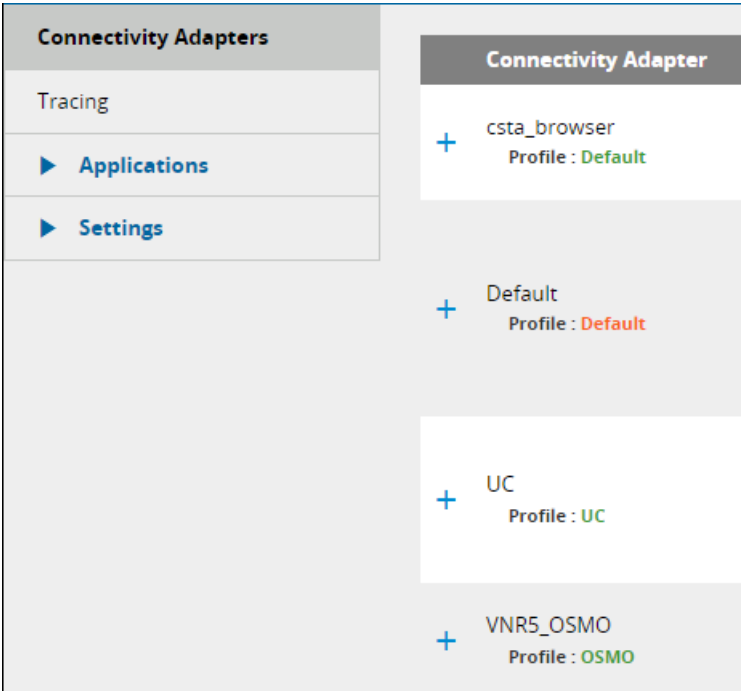 Connectivity Adapters
Tracing
Applications
Settings
Connectivity Adapter
csta_browser
Profile : Default
Default
Profile : Default
UC
Profile : UC
VNR5_OSMO
Profile : OSMO